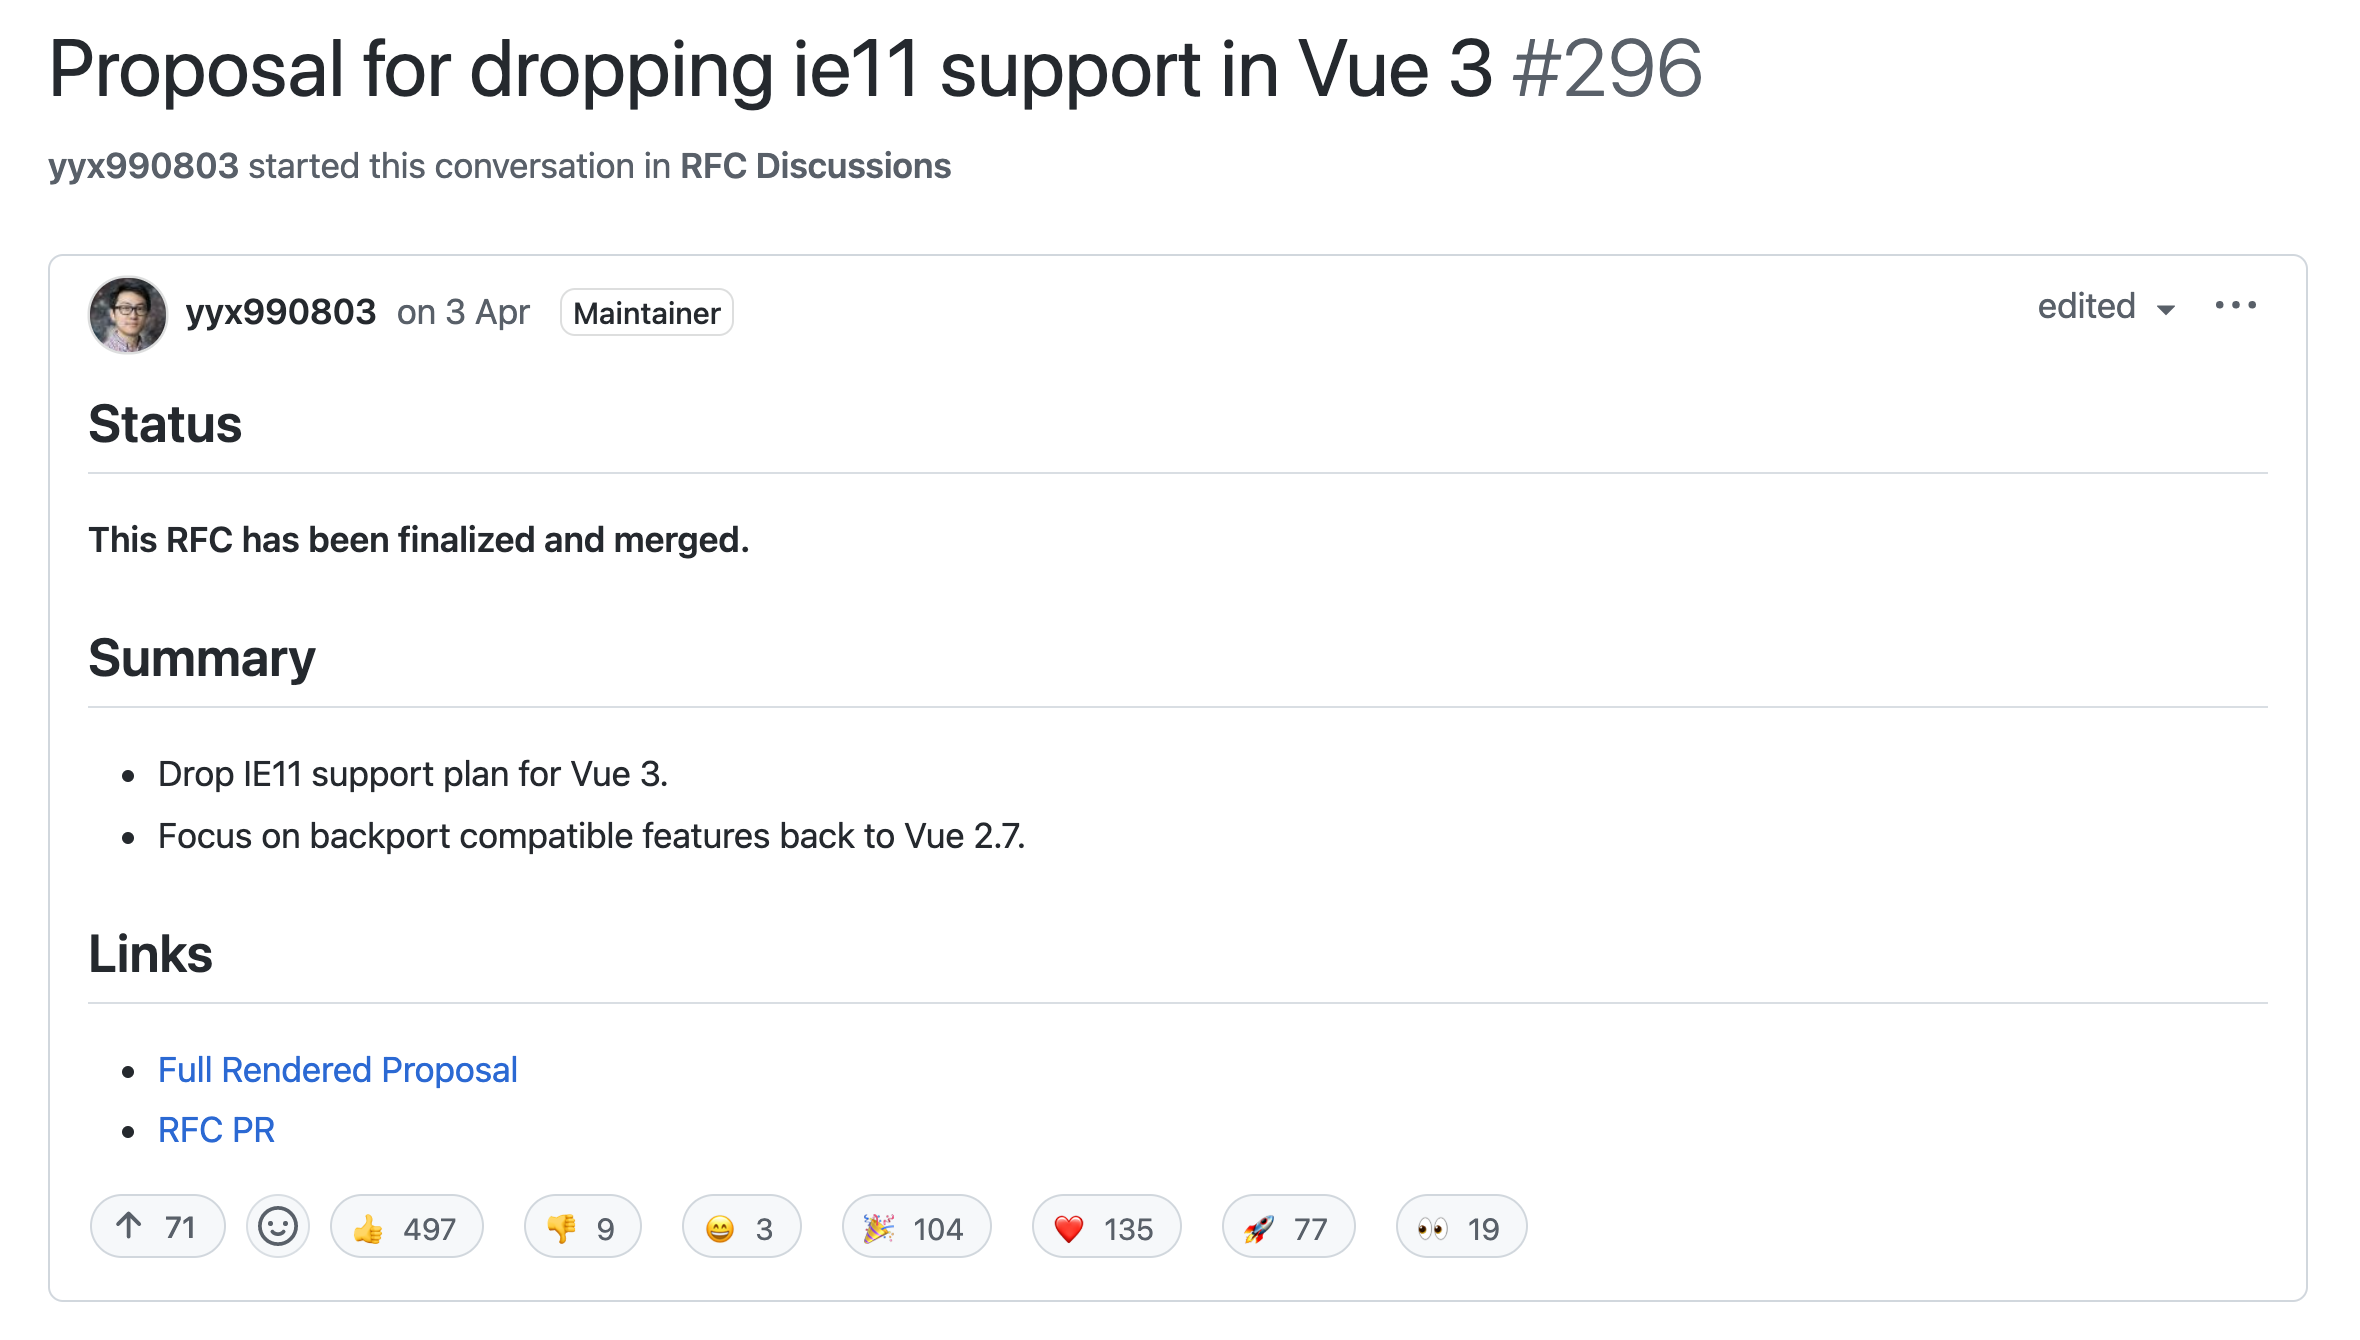 Proposal for dropping ie11 support in Vue 3 #296
yyx990803 started this conversation in RFC Discussions
yyx990803 on 3 Apr Maintainer edited
Status
This RFC has been finalized and merged.
Summary
Drop IE11 support plan for Vue 3.
Focus on backport compatible features back to Vue 2.7.
Links
Full Rendered Proposal
RFC PR
71 497 9 3 104 135 77 19